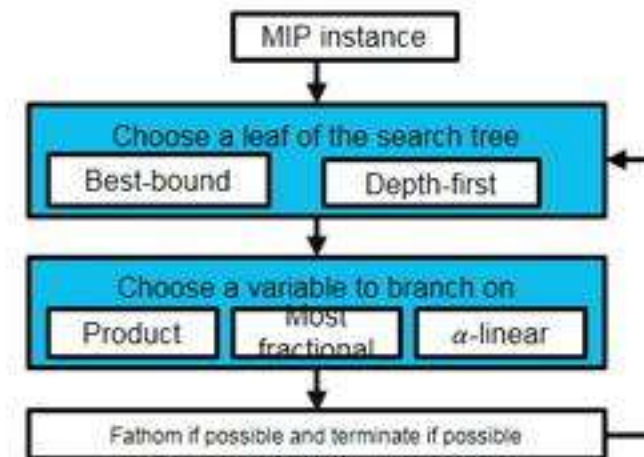 MIP instance
Choose a leaf of the search tree
Best-bound
Depth-first
Choose a variable to branch on
Product
Most
fractional
α-linear
Fathom if possible and terminate if possible